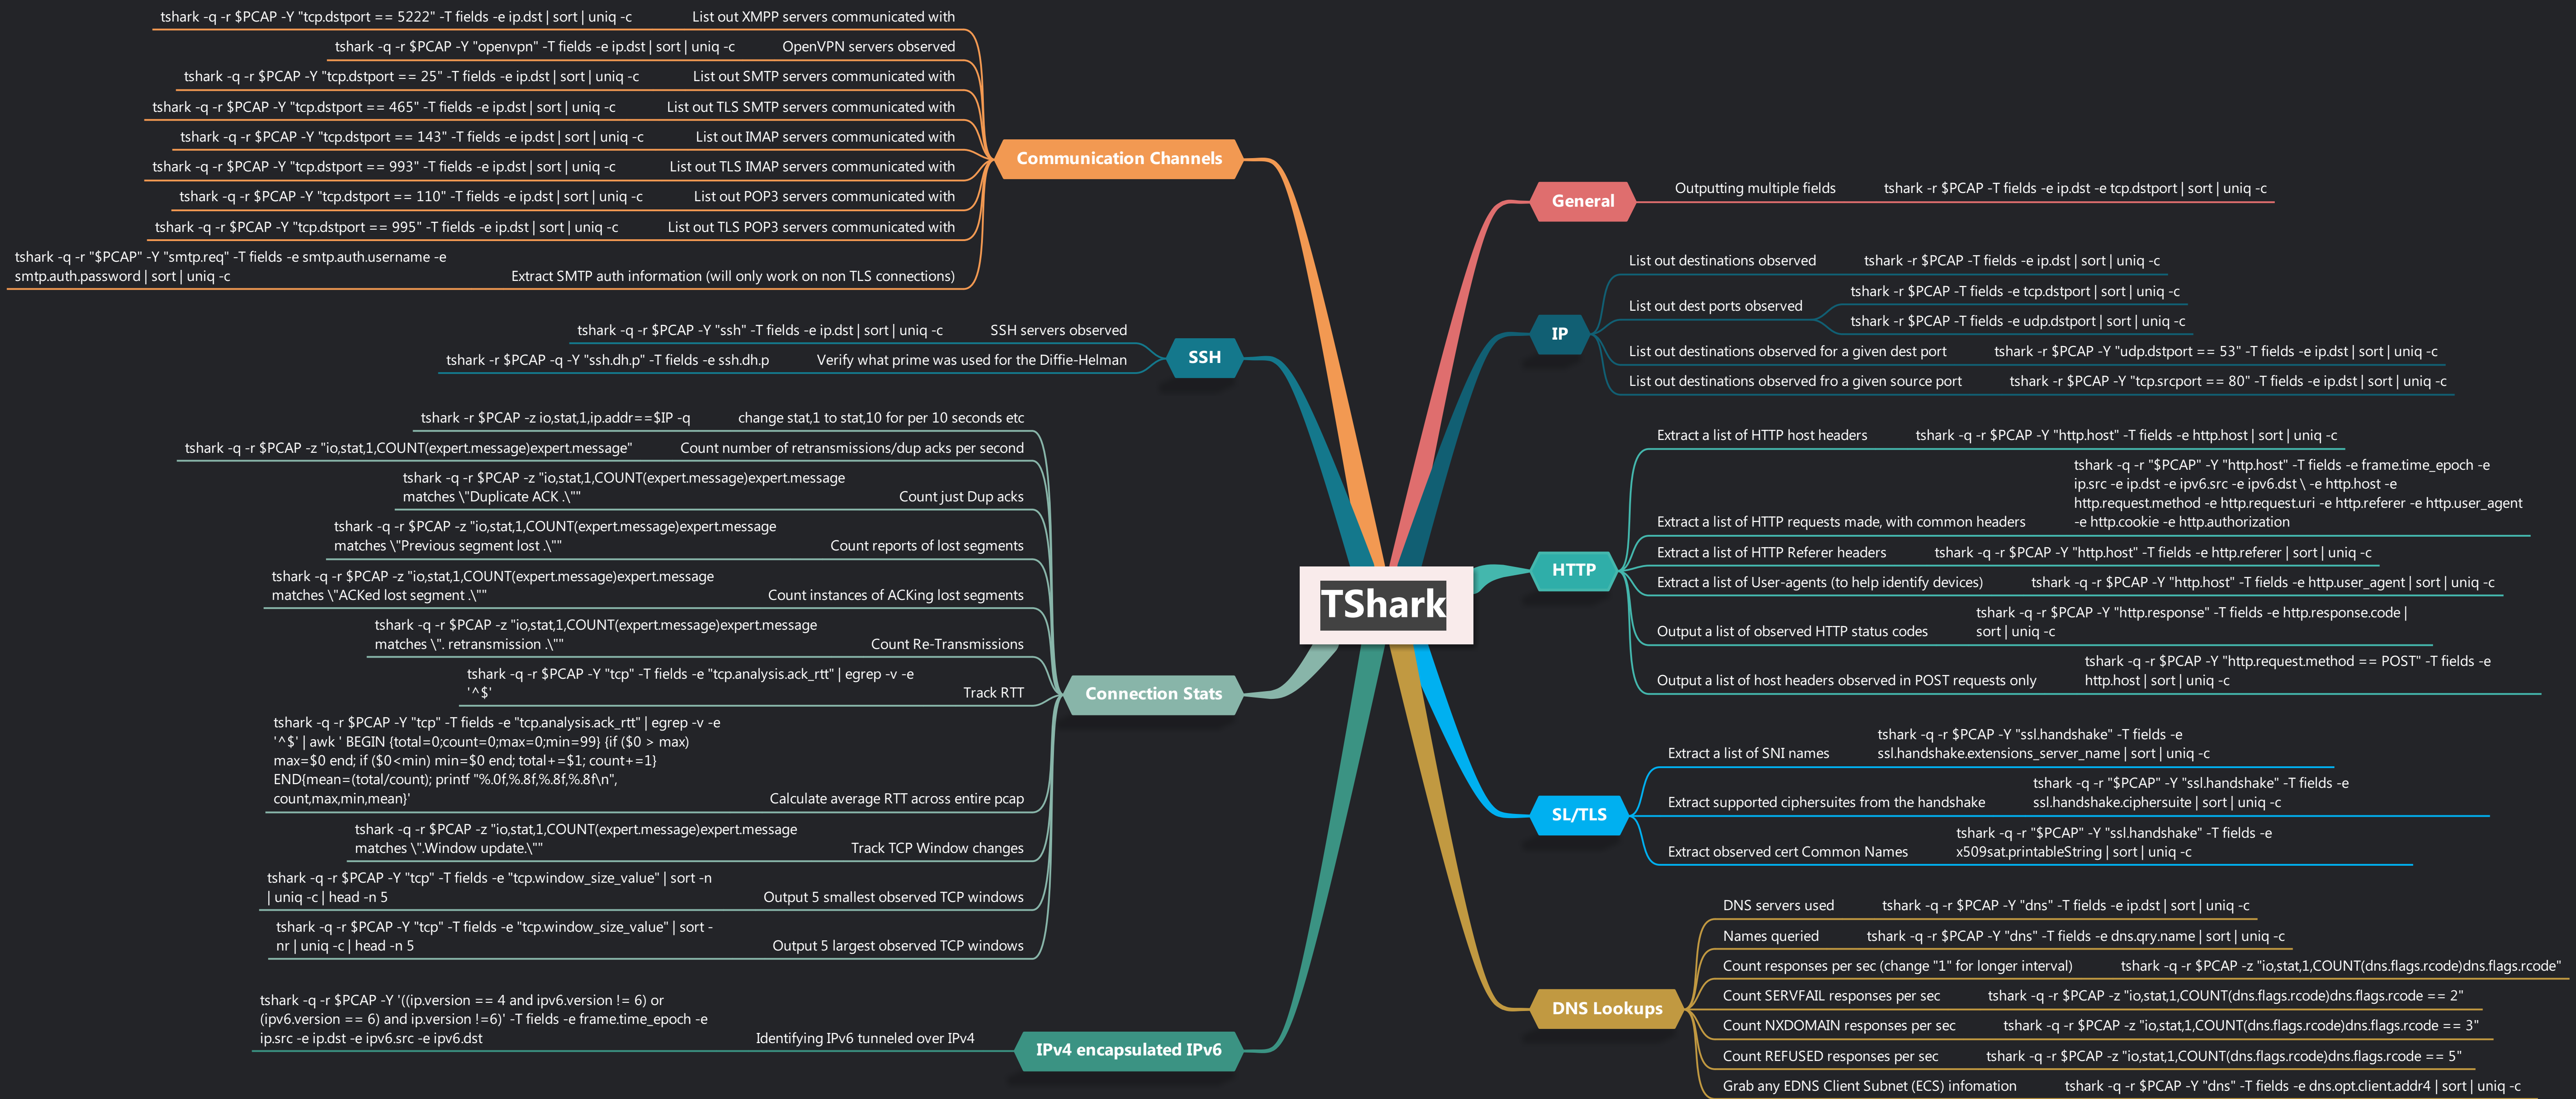 TShark
Communication Channels
tshark -q -r $PCAP -Y "tcp.dstport == 5222" -T fields -e ip.dst | sort | uniq -c
List out XMPP servers communicated with
tshark -q -r $PCAP -Y "openvpn" -T fields -e ip.dst | sort | uniq -c
OpenVPN servers observed
tshark -q -r $PCAP -Y "tcp.dstport == 25" -T fields -e ip.dst | sort | uniq -c
List out SMTP servers communicated with
tshark -q -r $PCAP -Y "tcp.dstport == 465" -T fields -e ip.dst | sort | uniq -c
List out TLS SMTP servers communicated with
tshark -q -r $PCAP -Y "tcp.dstport == 143" -T fields -e ip.dst | sort | uniq -c
List out IMAP servers communicated with
tshark -q -r $PCAP -Y "tcp.dstport == 993" -T fields -e ip.dst | sort | uniq -c
List out TLS IMAP servers communicated with
tshark -q -r $PCAP -Y "tcp.dstport == 110" -T fields -e ip.dst | sort | uniq -c
List out POP3 servers communicated with
tshark -q -r $PCAP -Y "tcp.dstport == 995" -T fields -e ip.dst | sort | uniq -c
List out TLS POP3 servers communicated with
tshark -q -r "$PCAP" -Y "smtp.req" -T fields -e smtp.auth.username -e
smtp.auth.password | sort | uniq -c
Extract SMTP auth information (will only work on non TLS connections)
SSH
tshark -q -r $PCAP -Y "ssh" -T fields -e ip.dst | sort | uniq -c
SSH servers observed
tshark -r $PCAP -q -Y "ssh.dh.p" -T fields -e ssh.dh.p
Verify what prime was used for the Diffie-Helman
Connection Stats
tshark -r $PCAP -z io,stat,1,ip.addr==$IP -q
change stat,1 to stat,10 for per 10 seconds etc
tshark -q -r $PCAP -z "io,stat,1,COUNT(expert.message)expert.message"
Count number of retransmissions/dup acks per second
tshark -q -r $PCAP -z "io,stat,1,COUNT(expert.message)expert.message
matches \"Duplicate ACK .\""
Count just Dup acks
tshark -q -r $PCAP -z "io,stat,1,COUNT(expert.message)expert.message
matches \"Previous segment lost .\""
Count reports of lost segments
tshark -q -r $PCAP -z "io,stat,1,COUNT(expert.message)expert.message
matches \"ACKed lost segment .\""
Count instances of ACKing lost segments
tshark -q -r $PCAP -z "io,stat,1,COUNT(expert.message)expert.message
matches \". retransmission .\""
Count Re-Transmissions
tshark -q -r $PCAP -Y "tcp" -T fields -e "tcp.analysis.ack_rtt" | egrep -v -e
'^$'
Track RTT
tshark -q -r $PCAP -Y "tcp" -T fields -e "tcp.analysis.ack_rtt" | egrep -v -e
'^$' | awk ' BEGIN {total=0;count=0;max=0;min=99} {if ($0 > max)
max=$0 end; if ($0<min) min=$0 end; total+=$1; count+=1}
END{mean=(total/count); printf "%.0f,%.8f,%.8f,%.8f\n",
count,max,min,mean}'
Calculate average RTT across entire pcap
tshark -q -r $PCAP -z "io,stat,1,COUNT(expert.message)expert.message
matches \".Window update.\""
Track TCP Window changes
tshark -q -r $PCAP -Y "tcp" -T fields -e "tcp.window_size_value" | sort -n
| uniq -c | head -n 5
Output 5 smallest observed TCP windows
tshark -q -r $PCAP -Y "tcp" -T fields -e "tcp.window_size_value" | sort -
nr | uniq -c | head -n 5
Output 5 largest observed TCP windows
IPv4 encapsulated IPv6
tshark -q -r $PCAP -Y '((ip.version == 4 and ipv6.version != 6) or
(ipv6.version == 6) and ip.version !=6)' -T fields -e frame.time_epoch -e
ip.src -e ip.dst -e ipv6.src -e ipv6.dst
Identifying IPv6 tunneled over IPv4
General
Outputting multiple fields
tshark -r $PCAP -T fields -e ip.dst -e tcp.dstport | sort | uniq -c
IP
List out destinations observed
tshark -r $PCAP -T fields -e ip.dst | sort | uniq -c
List out dest ports observed
tshark -r $PCAP -T fields -e tcp.dstport | sort | uniq -c
tshark -r $PCAP -T fields -e udp.dstport | sort | uniq -c
List out destinations observed for a given dest port
tshark -r $PCAP -Y "udp.dstport == 53" -T fields -e ip.dst | sort | uniq -c
List out destinations observed fro a given source port
tshark -r $PCAP -Y "tcp.srcport == 80" -T fields -e ip.dst | sort | uniq -c
HTTP
Extract a list of HTTP host headers
tshark -q -r $PCAP -Y "http.host" -T fields -e http.host | sort | uniq -c
Extract a list of HTTP requests made, with common headers
tshark -q -r "$PCAP" -Y "http.host" -T fields -e frame.time_epoch -e
ip.src -e ip.dst -e ipv6.src -e ipv6.dst \ -e http.host -e
http.request.method -e http.request.uri -e http.referer -e http.user_agent
-e http.cookie -e http.authorization
Extract a list of HTTP Referer headers
tshark -q -r $PCAP -Y "http.host" -T fields -e http.referer | sort | uniq -c
Extract a list of User-agents (to help identify devices)
tshark -q -r $PCAP -Y "http.host" -T fields -e http.user_agent | sort | uniq -c
Output a list of observed HTTP status codes
tshark -q -r $PCAP -Y "http.response" -T fields -e http.response.code |
sort | uniq -c
Output a list of host headers observed in POST requests only
tshark -q -r $PCAP -Y "http.request.method == POST" -T fields -e
http.host | sort | uniq -c
SL/TLS
Extract a list of SNI names
tshark -q -r $PCAP -Y "ssl.handshake" -T fields -e
ssl.handshake.extensions_server_name | sort | uniq -c
Extract supported ciphersuites from the handshake
tshark -q -r "$PCAP" -Y "ssl.handshake" -T fields -e
ssl.handshake.ciphersuite | sort | uniq -c
Extract observed cert Common Names
tshark -q -r "$PCAP" -Y "ssl.handshake" -T fields -e
x509sat.printableString | sort | uniq -c
DNS Lookups
DNS servers used
tshark -q -r $PCAP -Y "dns" -T fields -e ip.dst | sort | uniq -c
Names queried
tshark -q -r $PCAP -Y "dns" -T fields -e dns.qry.name | sort | uniq -c
Count responses per sec (change "1" for longer interval)
tshark -q -r $PCAP -z "io,stat,1,COUNT(dns.flags.rcode)dns.flags.rcode"
Count SERVFAIL responses per sec
tshark -q -r $PCAP -z "io,stat,1,COUNT(dns.flags.rcode)dns.flags.rcode == 2"
Count NXDOMAIN responses per sec
tshark -q -r $PCAP -z "io,stat,1,COUNT(dns.flags.rcode)dns.flags.rcode == 3"
Count REFUSED responses per sec
tshark -q -r $PCAP -z "io,stat,1,COUNT(dns.flags.rcode)dns.flags.rcode == 5"
Grab any EDNS Client Subnet (ECS) infomation
tshark -q -r $PCAP -Y "dns" -T fields -e dns.opt.client.addr4 | sort | uniq -c